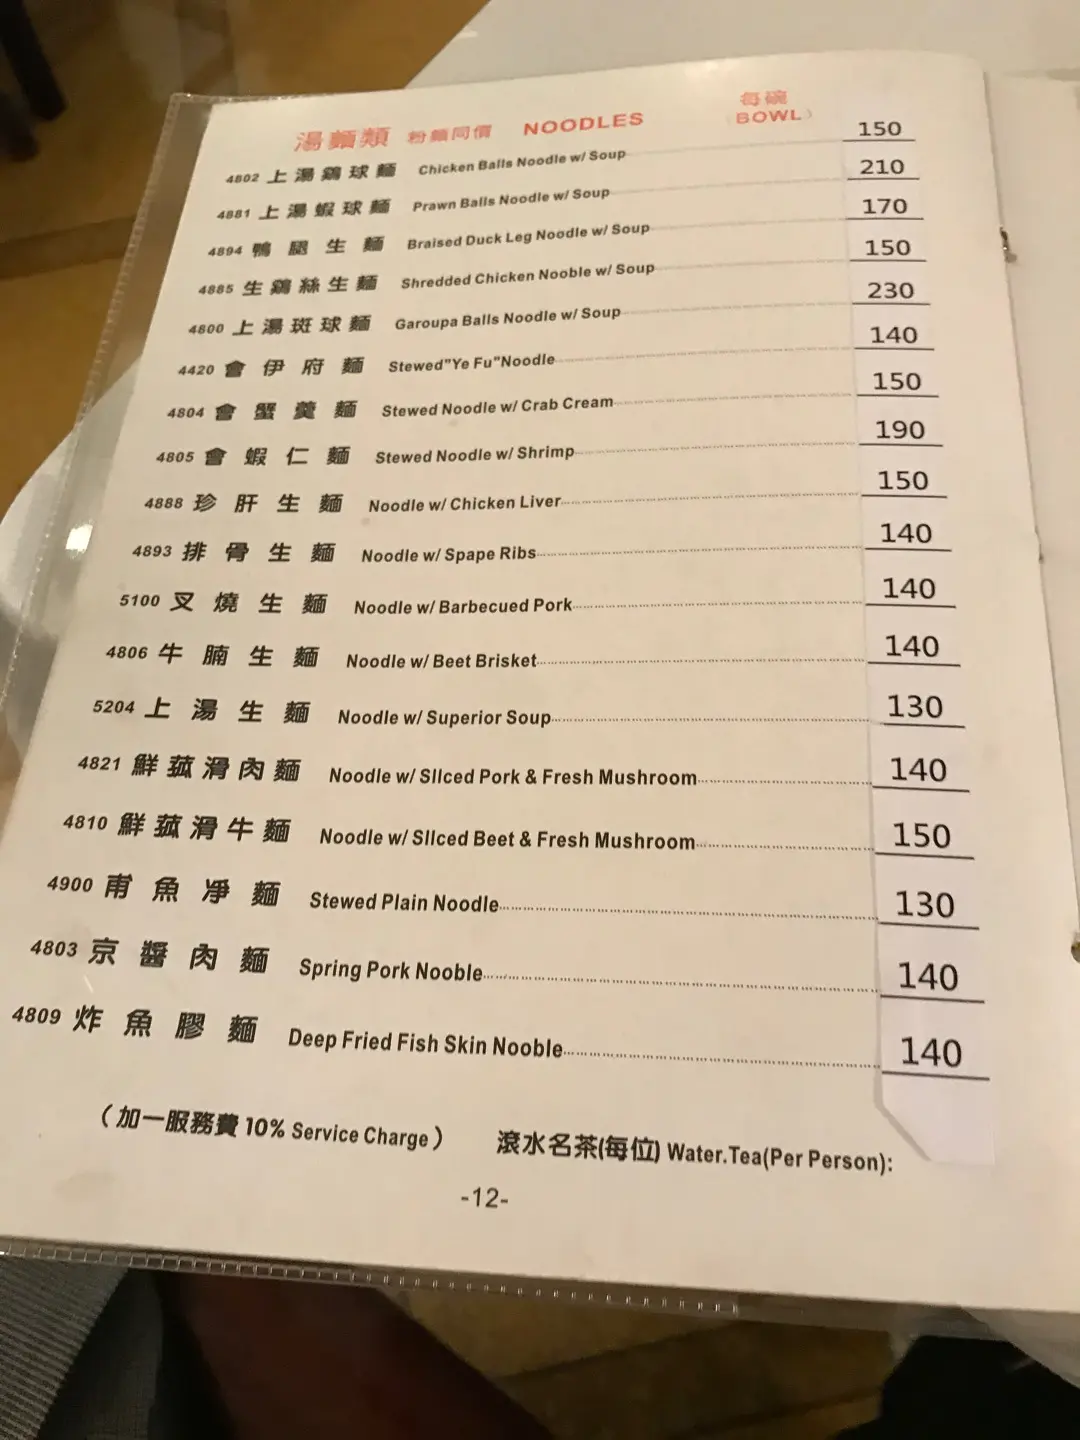 湯麵類 粉麵同價 NOODLES 每碗 (BOWL)
4802 上湯鷄球麵 Chicken Balls Noodle w/ Soup 150
4881 上湯蝦球麵 Prawn Balls Noodle w/ Soup 210
4894 鴨腿生麵 Braised Duck Leg Noodle w/ Soup 170
4885 生鷄絲生麵 Shredded Chicken Nooble w/ Soup 150
4800 上湯斑球麵 Garoupa Balls Noodle w/ Soup 230
4420 會伊府麵 Stewed"Ye Fu"Noodle 140
4804 會蟹羹麵 Stewed Noodle w/ Crab Cream 150
4805 會蝦仁麵 Stewed Noodle w/ Shrimp 190
4888 珍肝生麵 Noodle w/ Chicken Liver 150
4893 排骨生麵 Noodle w/ Spape Ribs 140
5100 叉燒生麵 Noodle w/ Barbecued Pork 140
4806 牛腩生麵 Noodle w/ Beet Brisket 140
5204 上湯生麵 Noodle w/ Superior Soup 130
4821 鮮菰滑肉麵 Noodle w/ SlIced Pork & Fresh Mushroom 140
4810 鮮菰滑牛麵 Noodle w/ SlIced Beet & Fresh Mushroom 150
4900 甫魚凈麵 Stewed Plain Noodle 130
4803 京醬肉麵 Spring Pork Nooble 140
4809 炸魚膠麵 Deep Fried Fish Skin Nooble 140
（加一服務費 10% Service Charge） 滾水名茶(每位) Water.Tea(Per Person):
-12-